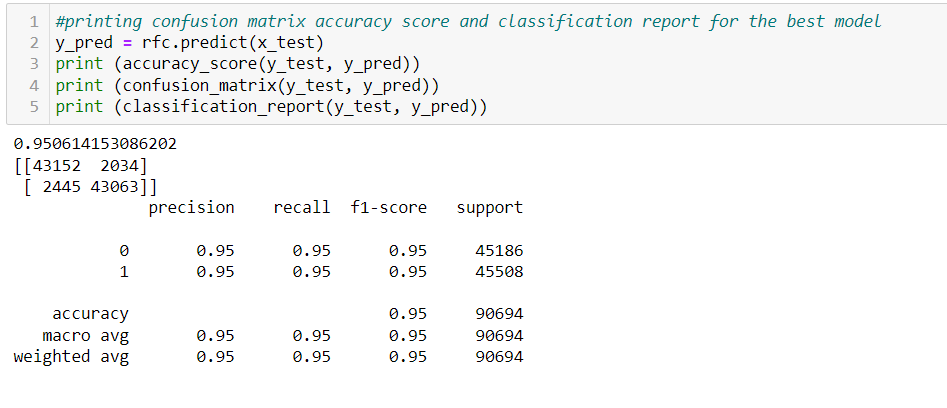 1 #printing confusion matrix accuracy score and classification report for the best model
2 y_pred = rfc.predict(x_test)
3 print (accuracy_score(y_test, y_pred))
4 print (confusion_matrix(y_test, y_pred))
5 print (classification_report(y_test, y_pred))
0.950614153086202
[[43152  2034]
 [ 2445 43063]]
              precision    recall  f1-score   support

           0       0.95      0.95      0.95     45186
           1       0.95      0.95      0.95     45508

    accuracy                           0.95     90694
   macro avg       0.95      0.95      0.95     90694
weighted avg       0.95      0.95      0.95     90694